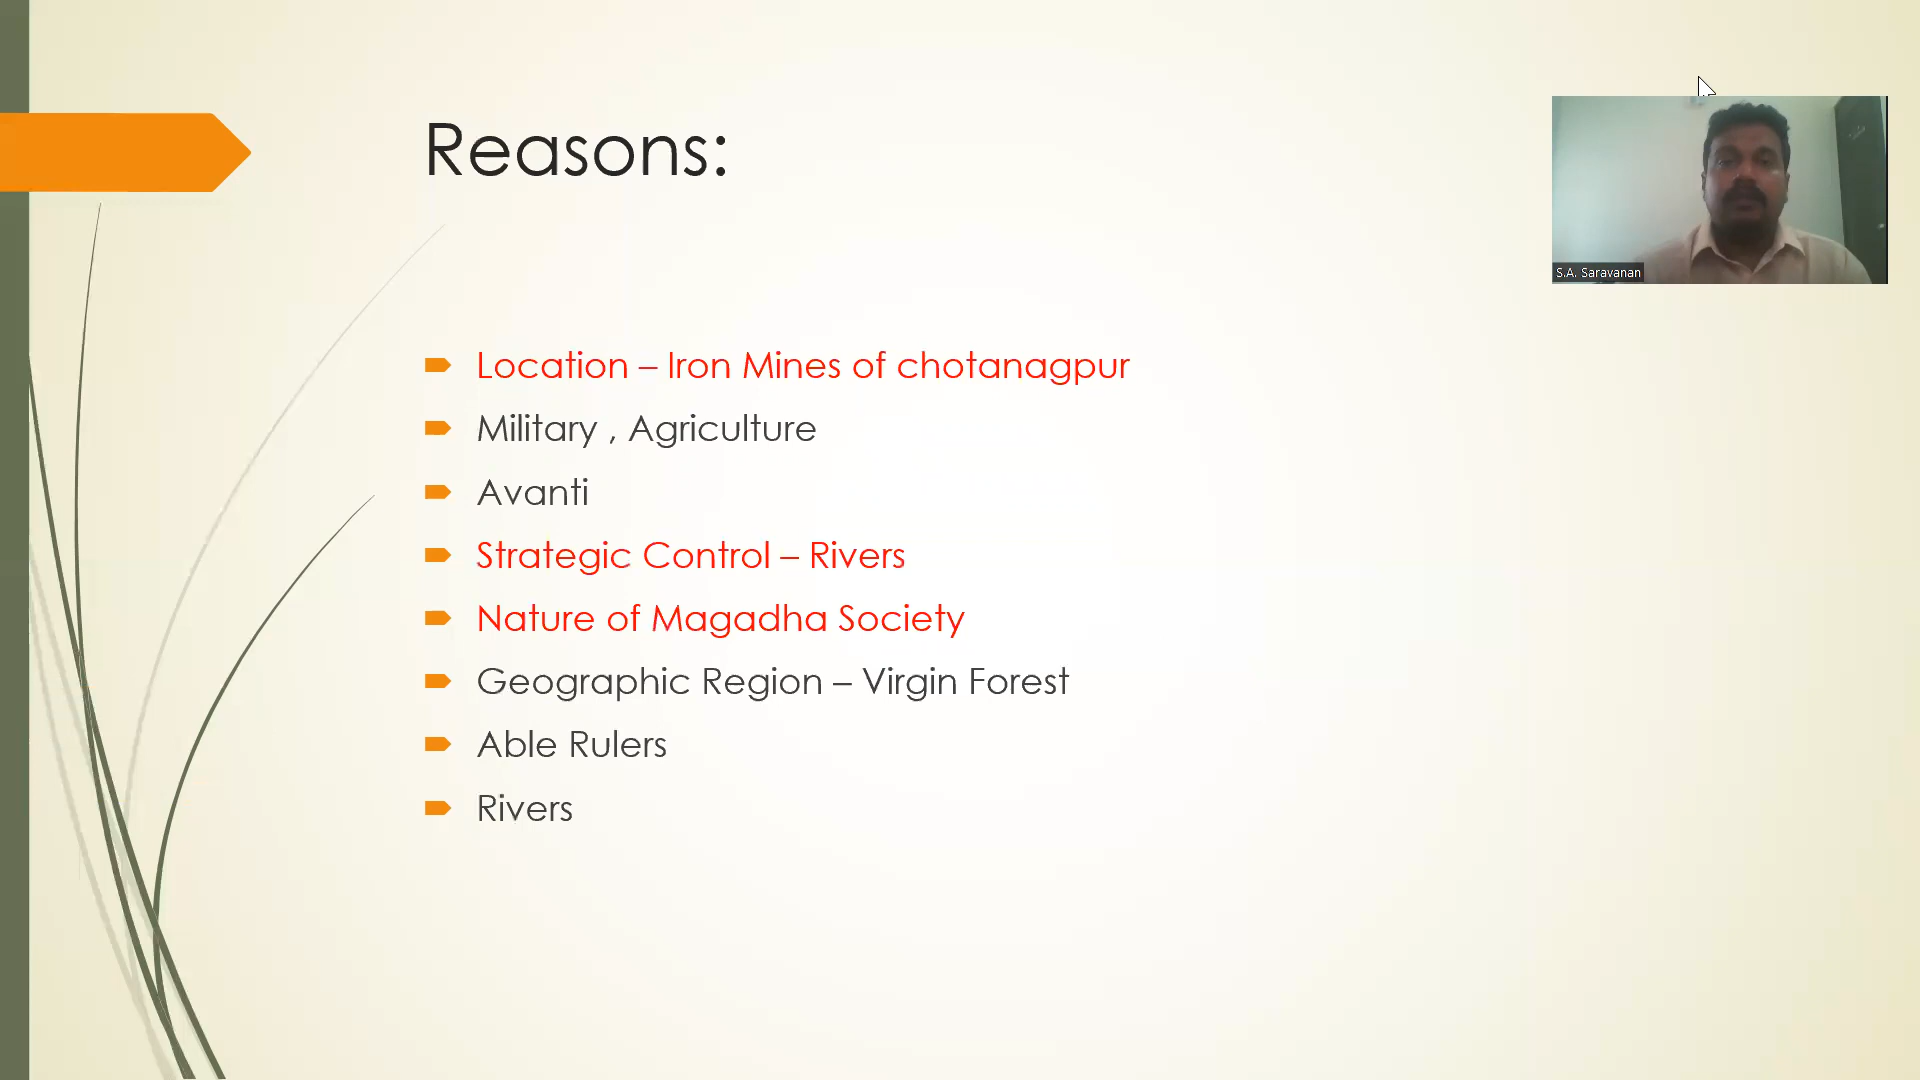 Reasons:
S.A. Saravanan
Location – Iron Mines of chotanagpur
Military , Agriculture
Avanti
Strategic Control – Rivers
Nature of Magadha Society
Geographic Region – Virgin Forest
Able Rulers
Rivers